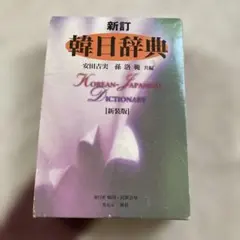 新訂
韓日辞典
安田吉実 孫洛範 共編
KOREAN-JAPANESE
DICTIONARY
[新装版]